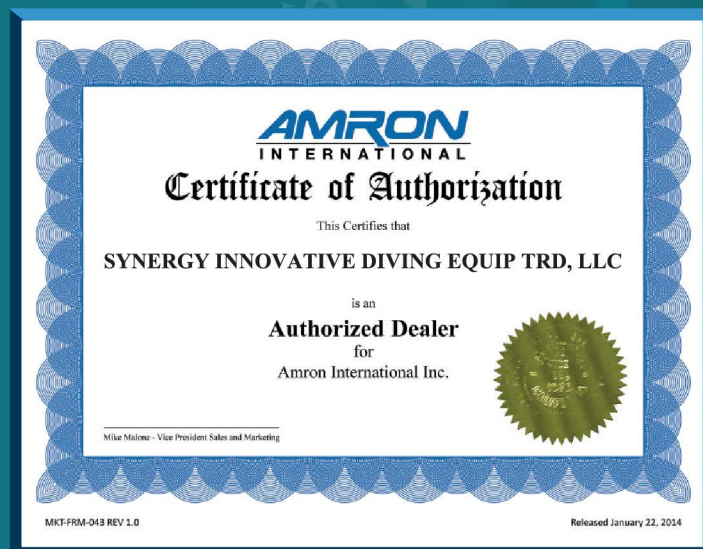 AMRON
INTERNATIONAL
Certificate of Authorization
This Certifies that
SYNERGY INNOVATIVE DIVING EQUIP TRD, LLC
is an
Authorized Dealer
for
Amron International Inc.
Mike Malone - Vice President Sales and Marketing
MKT-FRM-043 REV 1.0
Released January 22, 2014